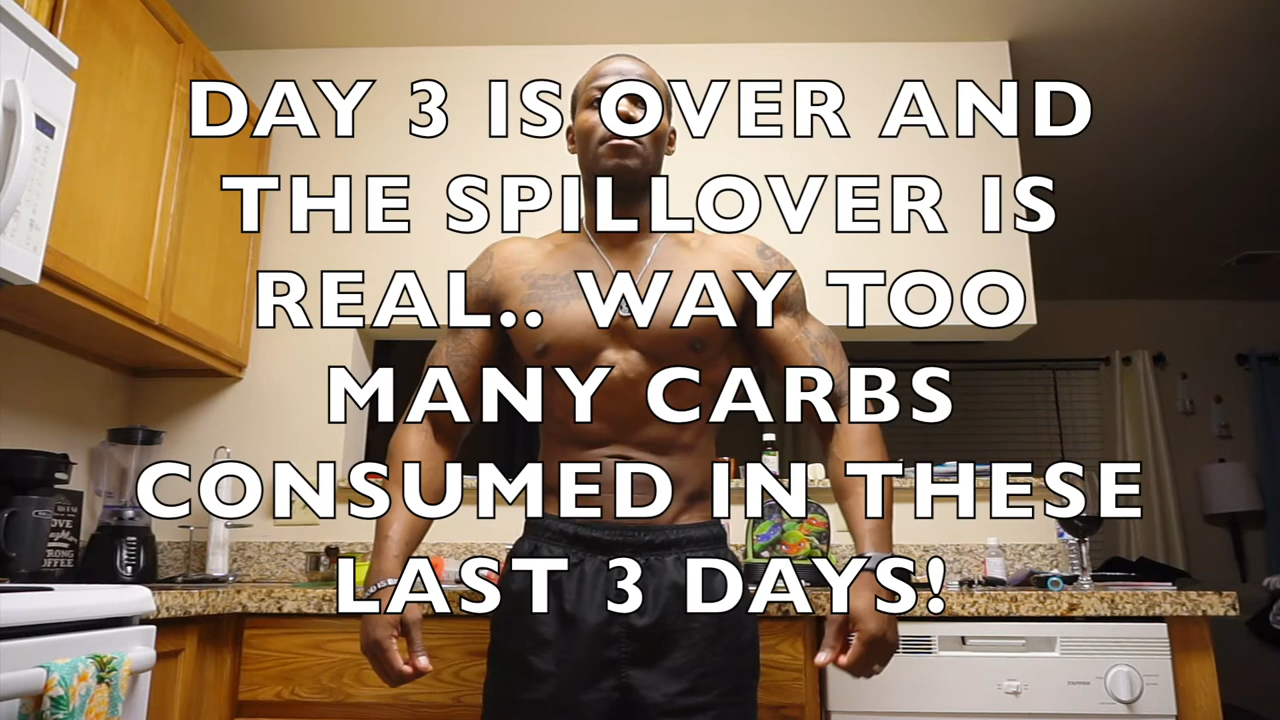 DAY 3 IS OVER AND
THE SPILLOVER IS
REAL.. WAY TOO
MANY CARBS
CONSUMED IN THESE
LAST 3 DAYS!